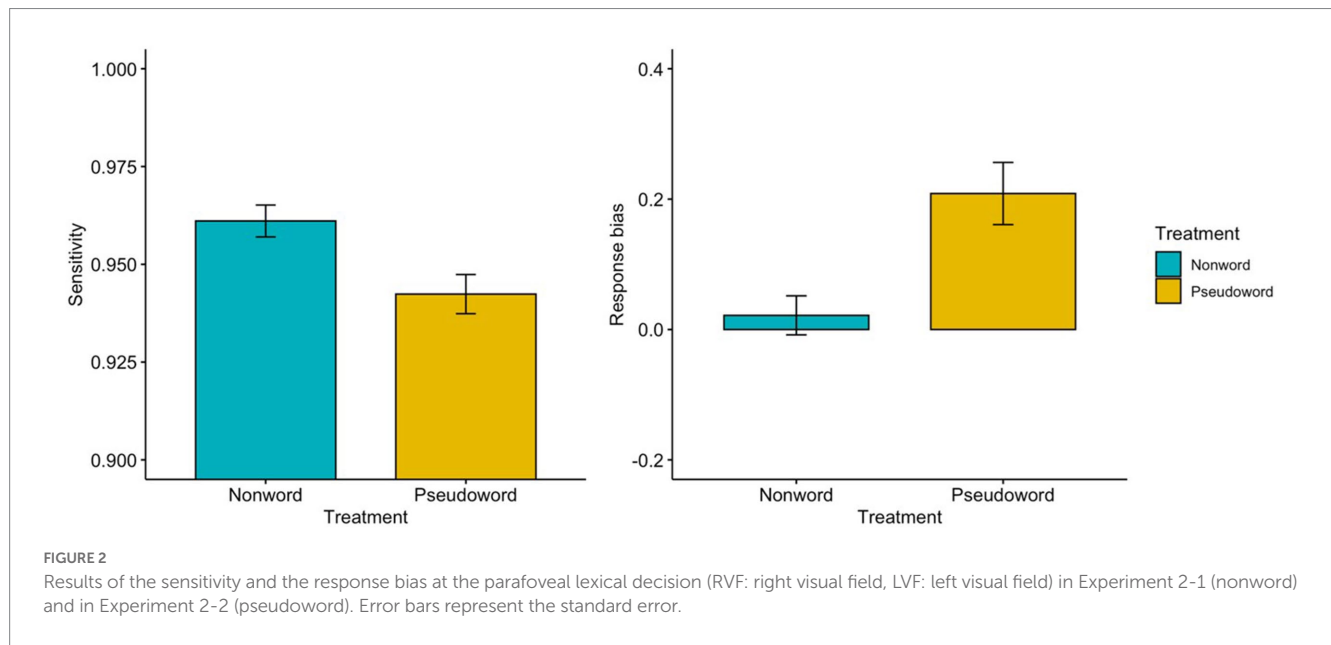 1.000
0.975
0.950
0.925
0.900
Sensitivity
Nonword
Pseudoword
Treatment
0.4
0.2
0.0
-0.2
Response bias
Nonword
Pseudoword
Treatment
Treatment
Nonword
Pseudoword
FIGURE 2
Results of the sensitivity and the response bias at the parafoveal lexical decision (RVF: right visual field, LVF: left visual field) in Experiment 2-1 (nonword)
and in Experiment 2-2 (pseudoword). Error bars represent the standard error.